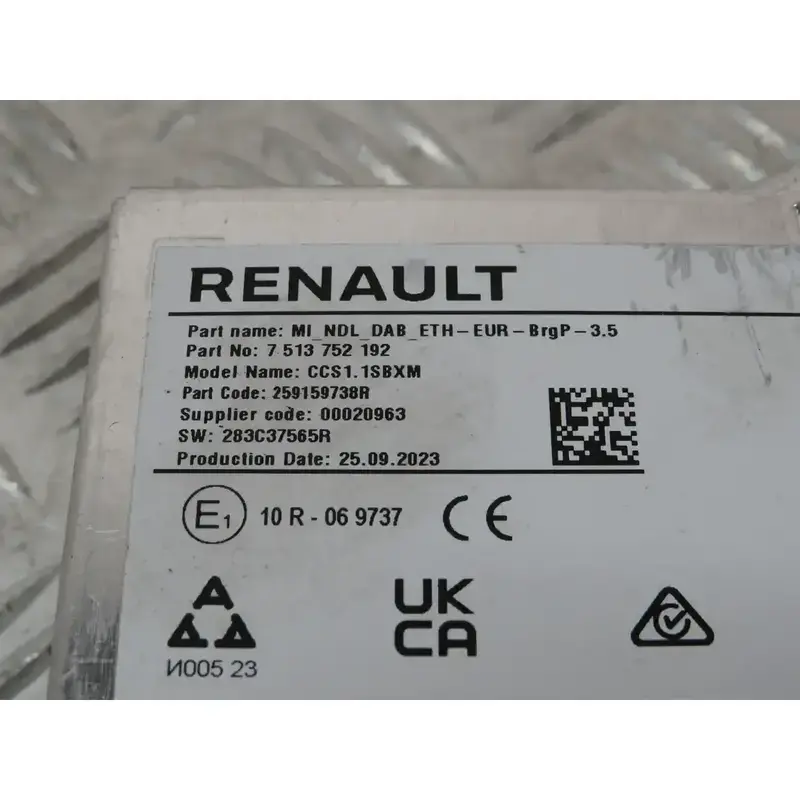 RENAULT
Part name: MI_NDL_DAB_ETH-EUR-BrgP-3.5
Part No: 7 513 752 192
Model Name: CCS1.1SBXM
Part Code: 259159738R
Supplier code: 00020963
SW: 283C37565R
Production Date: 25.09.2023
E1 10 R - 06 9737 CE
UK
CA
И005 23